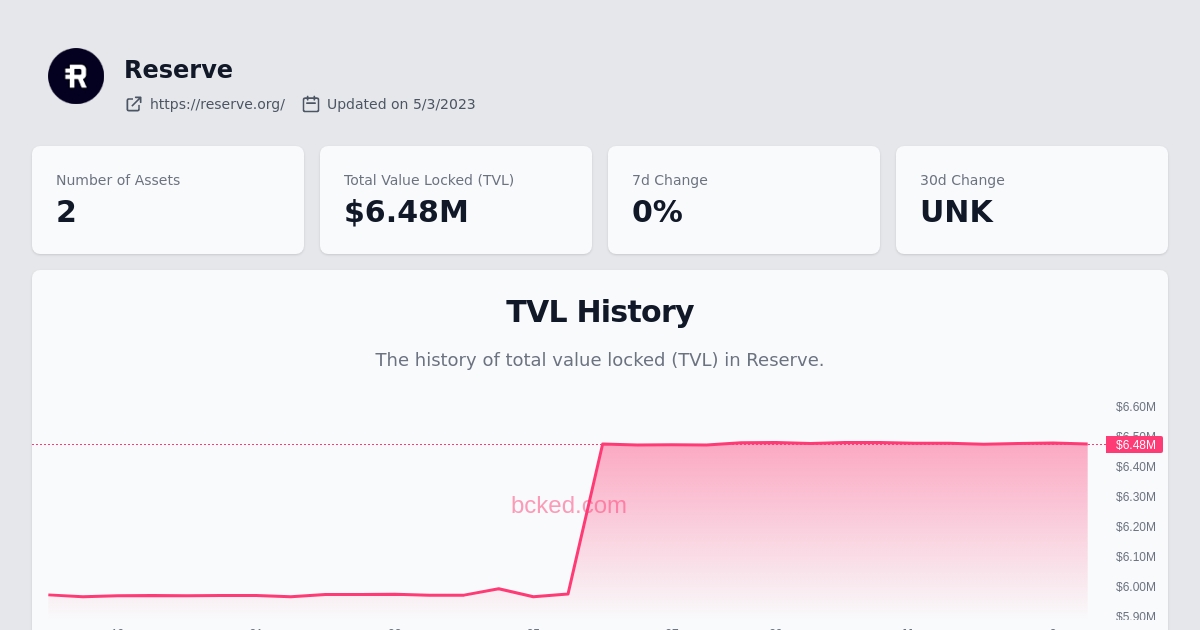 Reserve
https://reserve.org/ Updated on 5/3/2023
Number of Assets
2
Total Value Locked (TVL)
$6.48M
7d Change
0%
30d Change
UNK
TVL History
The history of total value locked (TVL) in Reserve.
bcked.com
$6.60M
$6.50M
$6.48M
$6.40M
$6.30M
$6.20M
$6.10M
$6.00M
$5.90M